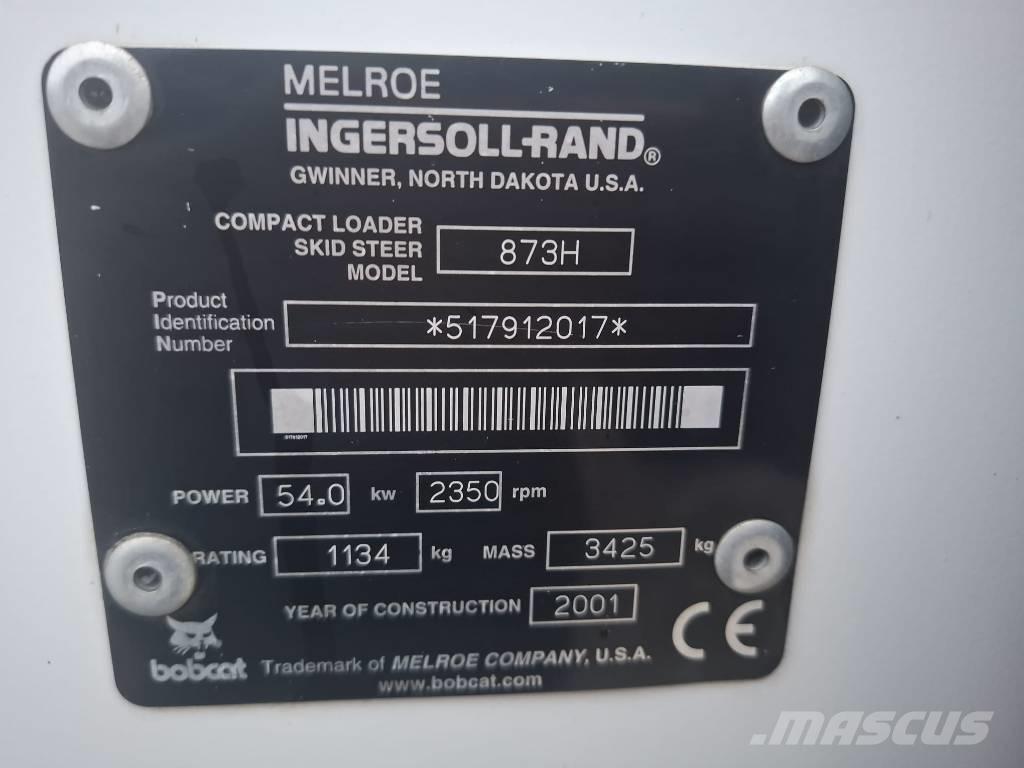 MELROE
INGERSOLL-RAND®
GWINNER, NORTH DAKOTA U.S.A.
COMPACT LOADER
SKID STEER
MODEL
873H
Product
Identification
Number
*517912017*
POWER 54.0 kw 2350 rpm
RATING 1134 kg MASS 3425 kg
YEAR OF CONSTRUCTION 2001
CE
bobcat Trademark of MELROE COMPANY, U.S.A.
www.bobcat.com
MASCUS